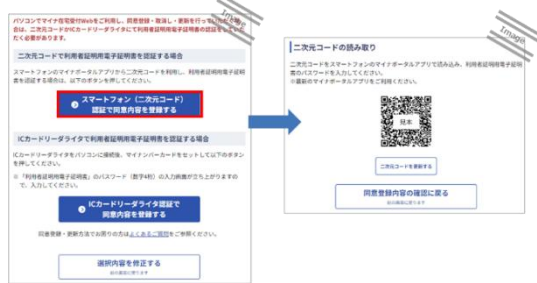 Image
パソコンでマイナ在宅受付Webをご利用し、同意登録・取消し・更新を行っていただく場
合は、二次元コードかICカードリーダライタにて利用者証明用電子証明書の認証をしていた
だく必要があります。
二次元コードで利用者証明用電子証明書を認証する場合
スマートフォンのマイナポータルアプリから二次元コードを利用し、利用者証明用電子証明
書を認証する場合は、以下のボタンを押してください。
スマートフォン（二次元コード）
認証で同意内容を登録する
ICカードリーダライタで利用者証明用電子証明書を認証する場合
ICカードリーダライタをパソコンに接続後、マイナンバーカードをセットして以下のボタン
を押してください。
※「利用者証明用電子証明書」のパスワード（数字4桁）の入力画面が立ち上がりますの
で、入力してください。
ICカードリーダライタ認証で
同意内容を登録する
同意登録・更新方法でお困りの方はよくあるご質問をご参照ください。
選択内容を修正する
前の画面に戻ります
Image
二次元コードの読み取り
二次元コードをスマートフォンのマイナポータルアプリで読み込み、利用者証明用電子証明
書のパスワードを入力してください。
※最新のマイナポータルアプリをご利用ください。
見本
二次元コードを更新する
同意登録内容の確認に戻る
前の画面に戻ります